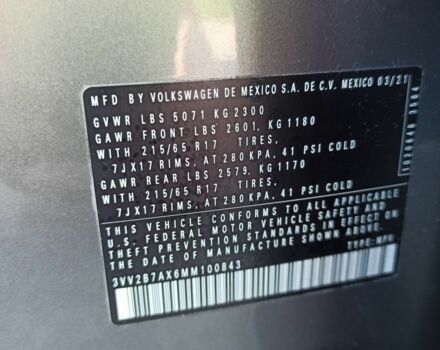 MFD BY VOLKSWAGEN DE MEXICO S.A. DE C.V. MEXICO 03/21
GVWR LBS 5071 KG 2300
GAWR FRONT LBS 2601, KG 1180
WITH 215/65 R17 TIRES,
7JX17 RIMS, AT 280 KPA, 41 PSI COLD
GAWR REAR LBS 2579, KG 1170
WITH 215/65 R17 TIRES,
7JX17 RIMS, AT 280 KPA, 41 PSI COLD
THIS VEHICLE CONFORMS TO ALL APPLICABLE
U.S. FEDERAL MOTOR VEHICLE SAFETY AND
THEFT PREVENTION STANDARDS IN EFFECT ON
THE DATE OF MANUFACTURE SHOWN ABOVE.
3VV2B7AX6MM100843 TYPE: MPV